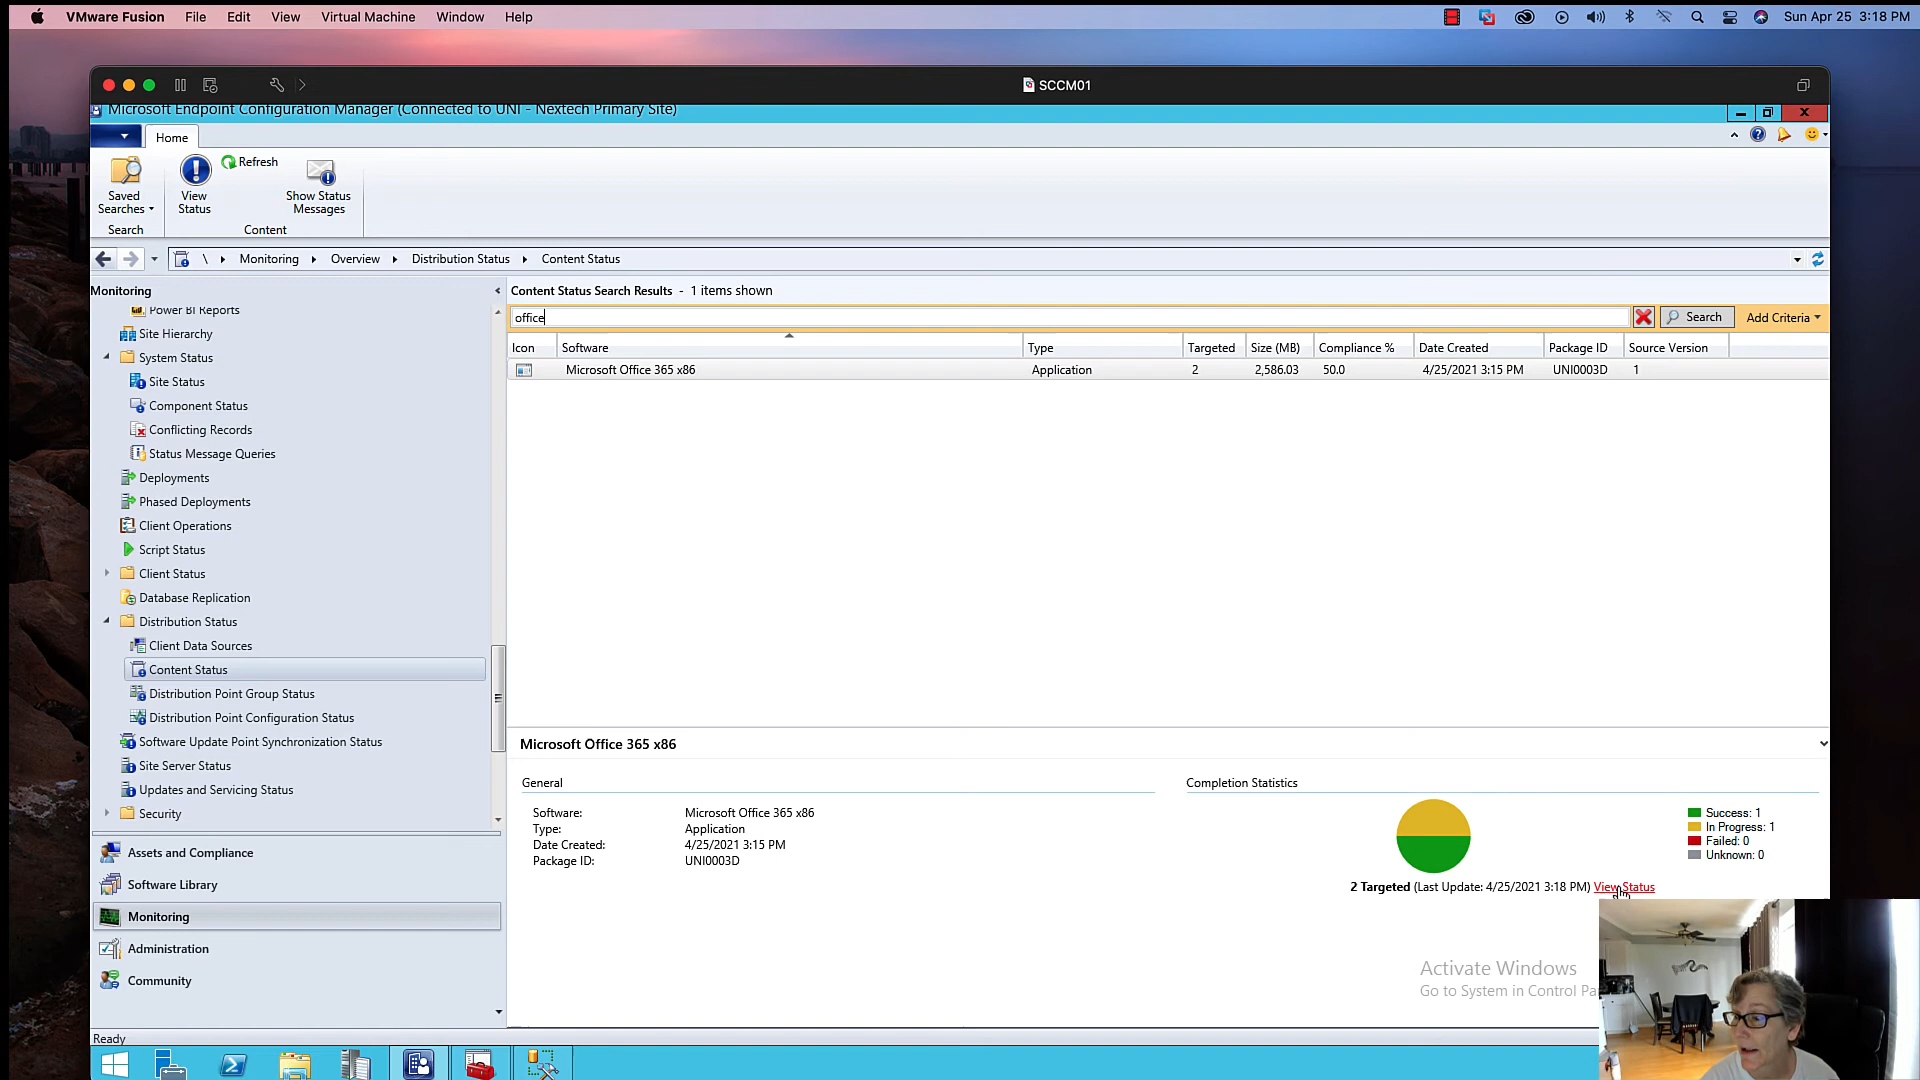 VMware Fusion File Edit View Virtual Machine Window Help Sun Apr 25 3:18 PM
SCCM01
Microsoft Endpoint Configuration Manager (Connected to UNI - Nextech Primary Site)
Home
Saved Searches
View Status
Refresh
Show Status Messages
Search
Content
\ Monitoring Overview Distribution Status Content Status
Monitoring
Power BI Reports
Site Hierarchy
System Status
Site Status
Component Status
Conflicting Records
Status Message Queries
Deployments
Phased Deployments
Client Operations
Script Status
Client Status
Database Replication
Distribution Status
Client Data Sources
Content Status
Distribution Point Group Status
Distribution Point Configuration Status
Software Update Point Synchronization Status
Site Server Status
Updates and Servicing Status
Security
Assets and Compliance
Software Library
Monitoring
Administration
Community
Content Status Search Results - 1 items shown
office Search Add Criteria
Icon Software Type Targeted Size (MB) Compliance % Date Created Package ID Source Version
Microsoft Office 365 x86 Application 2 2,586.03 50.0 4/25/2021 3:15 PM UNI0003D 1
Microsoft Office 365 x86
General
Software: Microsoft Office 365 x86
Type: Application
Date Created: 4/25/2021 3:15 PM
Package ID: UNI0003D
Completion Statistics
Success: 1
In Progress: 1
Failed: 0
Unknown: 0
2 Targeted (Last Update: 4/25/2021 3:18 PM) View Status
Activate Windows
Go to System in Control Pa
Ready